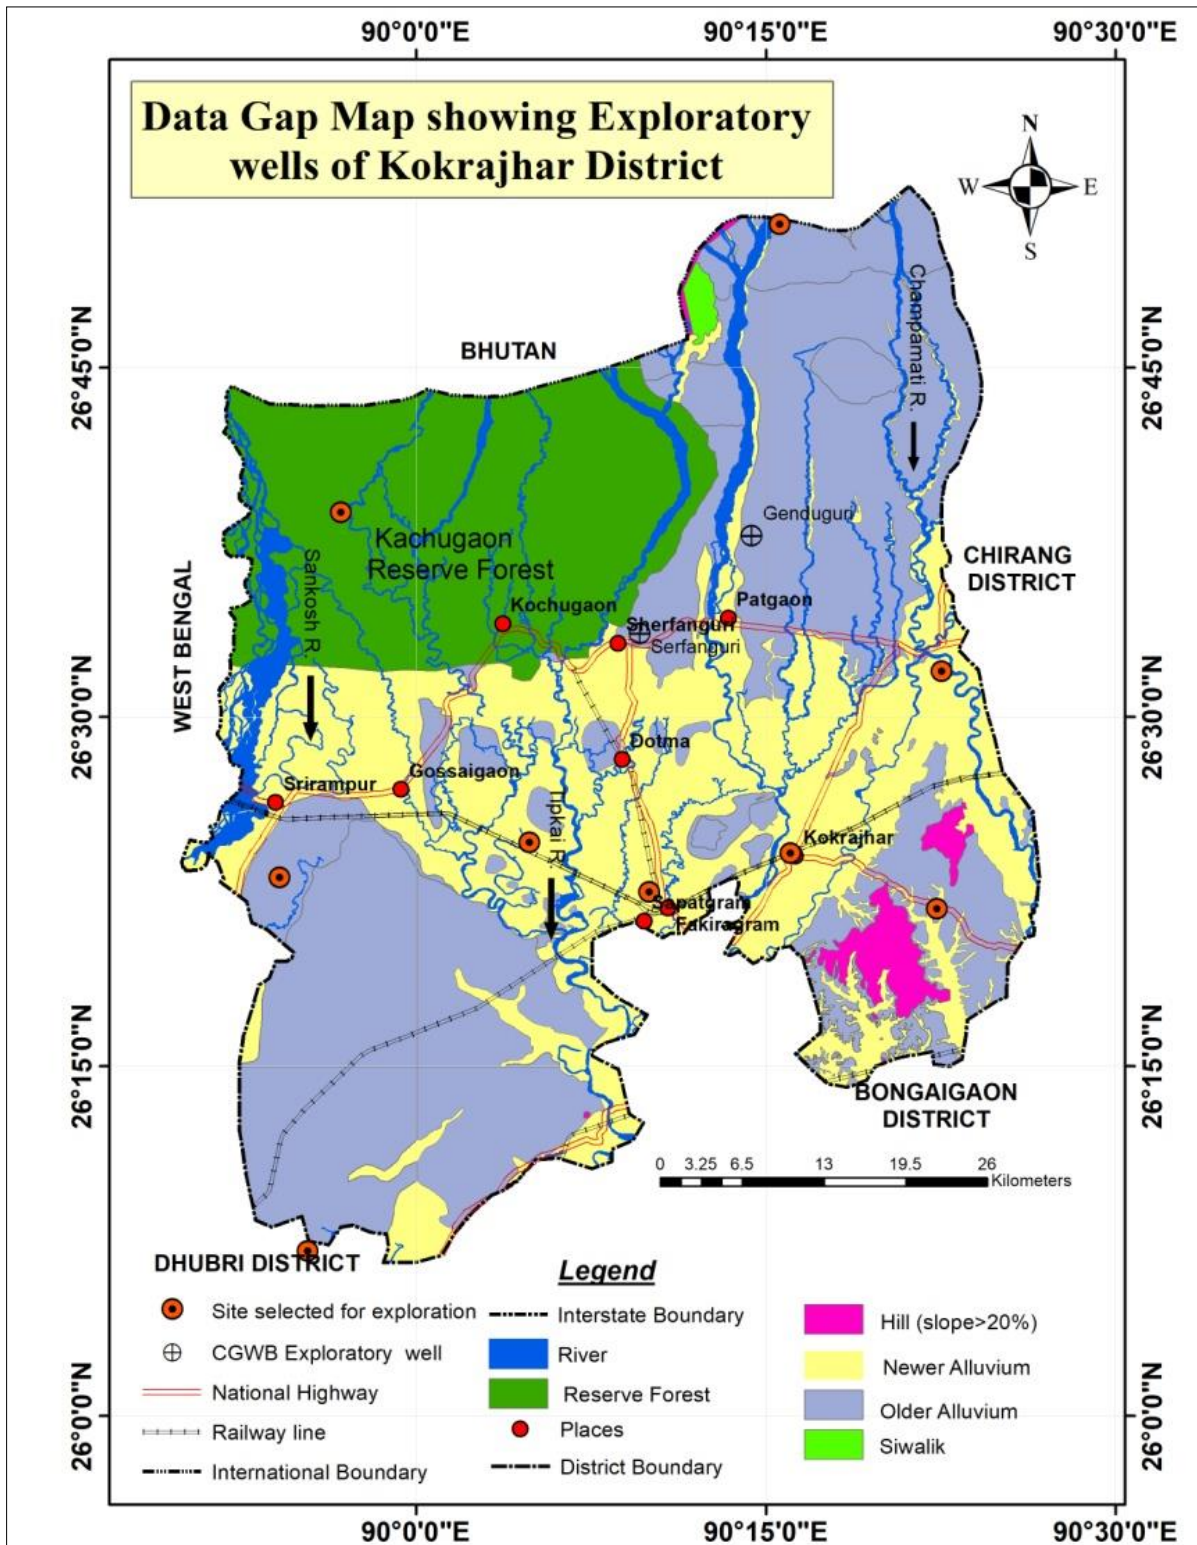 90°0'0"E
90°15'0"E
90°30'0"E
Data Gap Map showing Exploratory
wells of Kokrajhar District
N
W
E
S
26°45'0"N
26°45'0"N
BHUTAN
Champamati R.
Genduguri
Kachugaon
Reserve Forest
CHIRANG
DISTRICT
WEST BENGAL
Sankosh R.
Kochugaon
Patgaon
Sherfanguri
Serfanguri
26°30'0"N
26°30'0"N
Dotma
Gossaigaon
Srirampur
Tipkai R.
Kokrajhar
Sapatgram
Fakiragram
26°15'0"N
26°15'0"N
BONGAIGAON
DISTRICT
0 3.25 6.5 13 19.5 26
Kilometers
DHUBRI DISTRICT
Legend
Site selected for exploration
CGWB Exploratory well
National Highway
Railway line
International Boundary
Interstate Boundary
River
Reserve Forest
Places
District Boundary
Hill (slope>20%)
Newer Alluvium
Older Alluvium
Siwalik
26°0'0"N
26°0'0"N
90°0'0"E
90°15'0"E
90°30'0"E